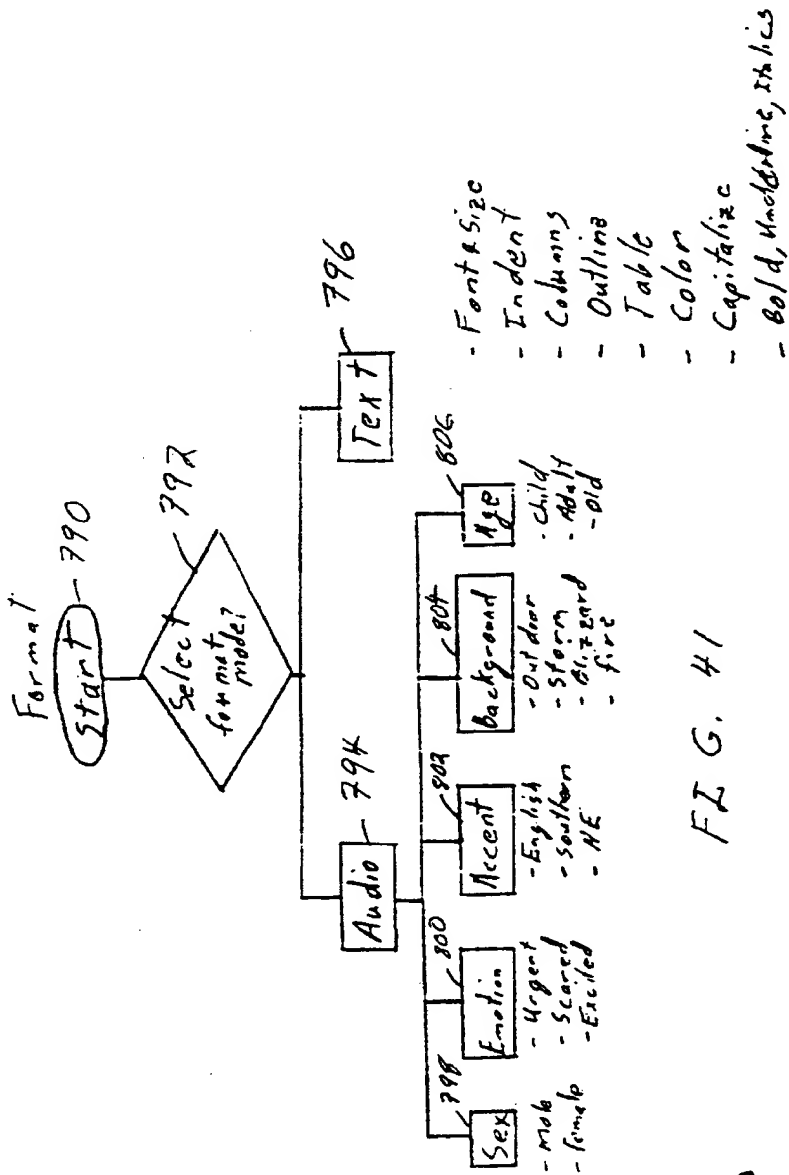 Format
Start 790
Select format mode? 792
Audio 794
Text 796
- Font & Size
- Indent
- Columns
- Outline
- Table
- Color
- Capitalize
- Bold, Underline, Italics
Sex 798
- Male
- Female
Emotion 800
- Urgent
- Scared
- Excited
Accent 802
- English
- Southern
- NE
Background 804
- Outdoor
- Storm
- Blizzard
- fire
Age 806
- Child
- Adult
- Old
FIG. 41